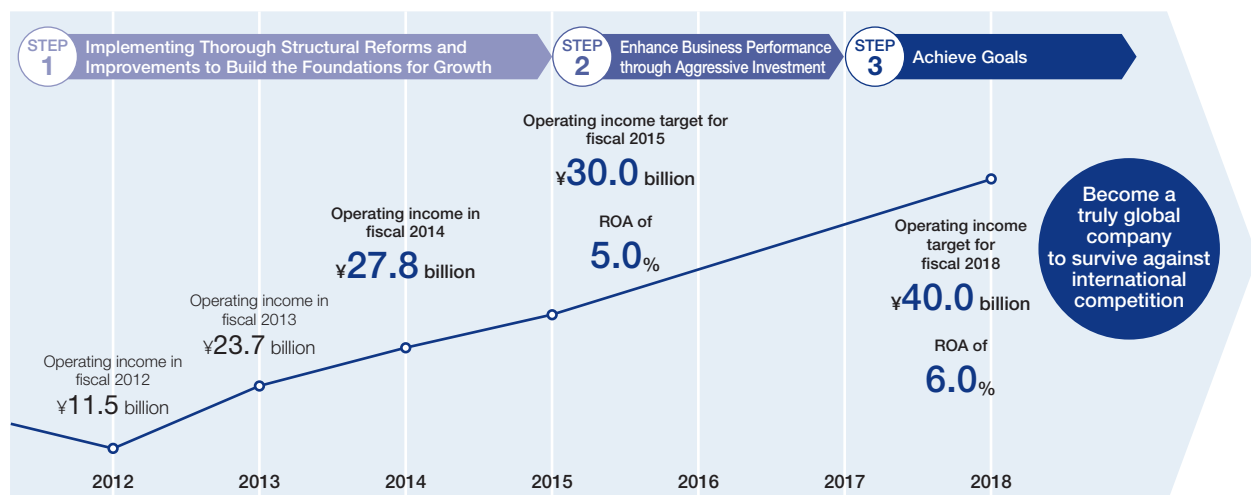 STEP
1
Implementing Thorough Structural Reforms and
Improvements to Build the Foundations for Growth
STEP
2
Enhance Business Performance
through Aggressive Investment
STEP
3
Achieve Goals
Operating income in
fiscal 2012
¥11.5 billion
Operating income in
fiscal 2013
¥23.7 billion
Operating income in
fiscal 2014
¥27.8 billion
Operating income target for
fiscal 2015
¥30.0 billion
ROA of
5.0%
Operating income
target for
fiscal 2018
¥40.0 billion
ROA of
6.0%
Become a
truly global
company
to survive against
international
competition
2012
2013
2014
2015
2016
2017
2018